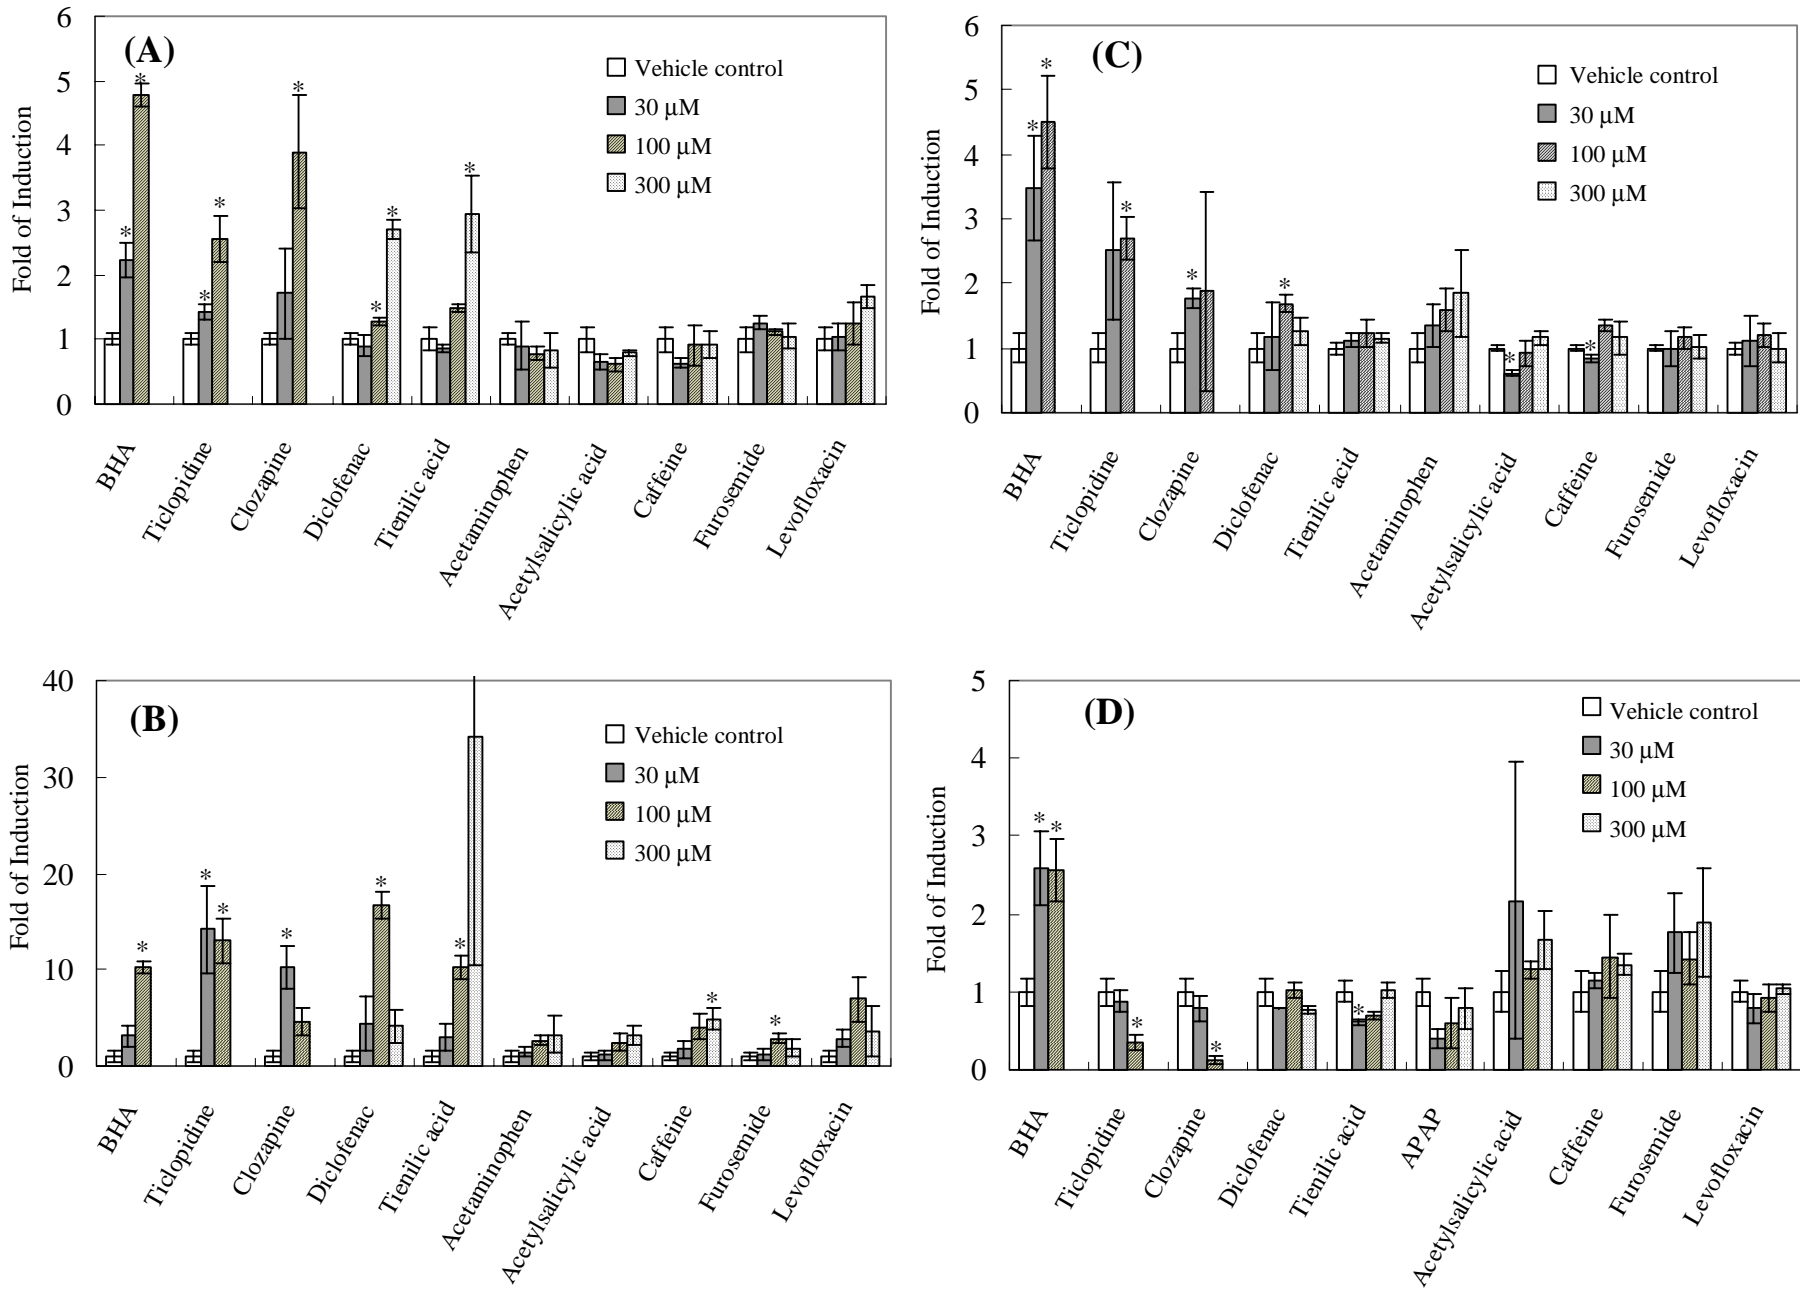 (A)
Fold of Induction
6
5
4
3
2
1
0
Vehicle control
30 µM
100 µM
300 µM
* * * * * * * *
BHA
Ticlopidine
Clozapine
Diclofenac
Tienilic acid
Acetaminophen
Acetylsalicylic acid
Caffeine
Furosemide
Levofloxacin
(C)
Fold of Induction
6
5
4
3
2
1
0
Vehicle control
30 µM
100 µM
300 µM
* * * * * * *
BHA
Ticlopidine
Clozapine
Diclofenac
Tienilic acid
Acetaminophen
Acetylsalicylic acid
Caffeine
Furosemide
Levofloxacin
(B)
Fold of Induction
40
30
20
10
0
Vehicle control
30 µM
100 µM
300 µM
* * * * * * * *
BHA
Ticlopidine
Clozapine
Diclofenac
Tienilic acid
Acetaminophen
Acetylsalicylic acid
Caffeine
Furosemide
Levofloxacin
(D)
Fold of Induction
5
4
3
2
1
0
Vehicle control
30 µM
100 µM
300 µM
* * * * *
BHA
Ticlopidine
Clozapine
Diclofenac
Tienilic acid
APAP
Acetylsalicylic acid
Caffeine
Furosemide
Levofloxacin